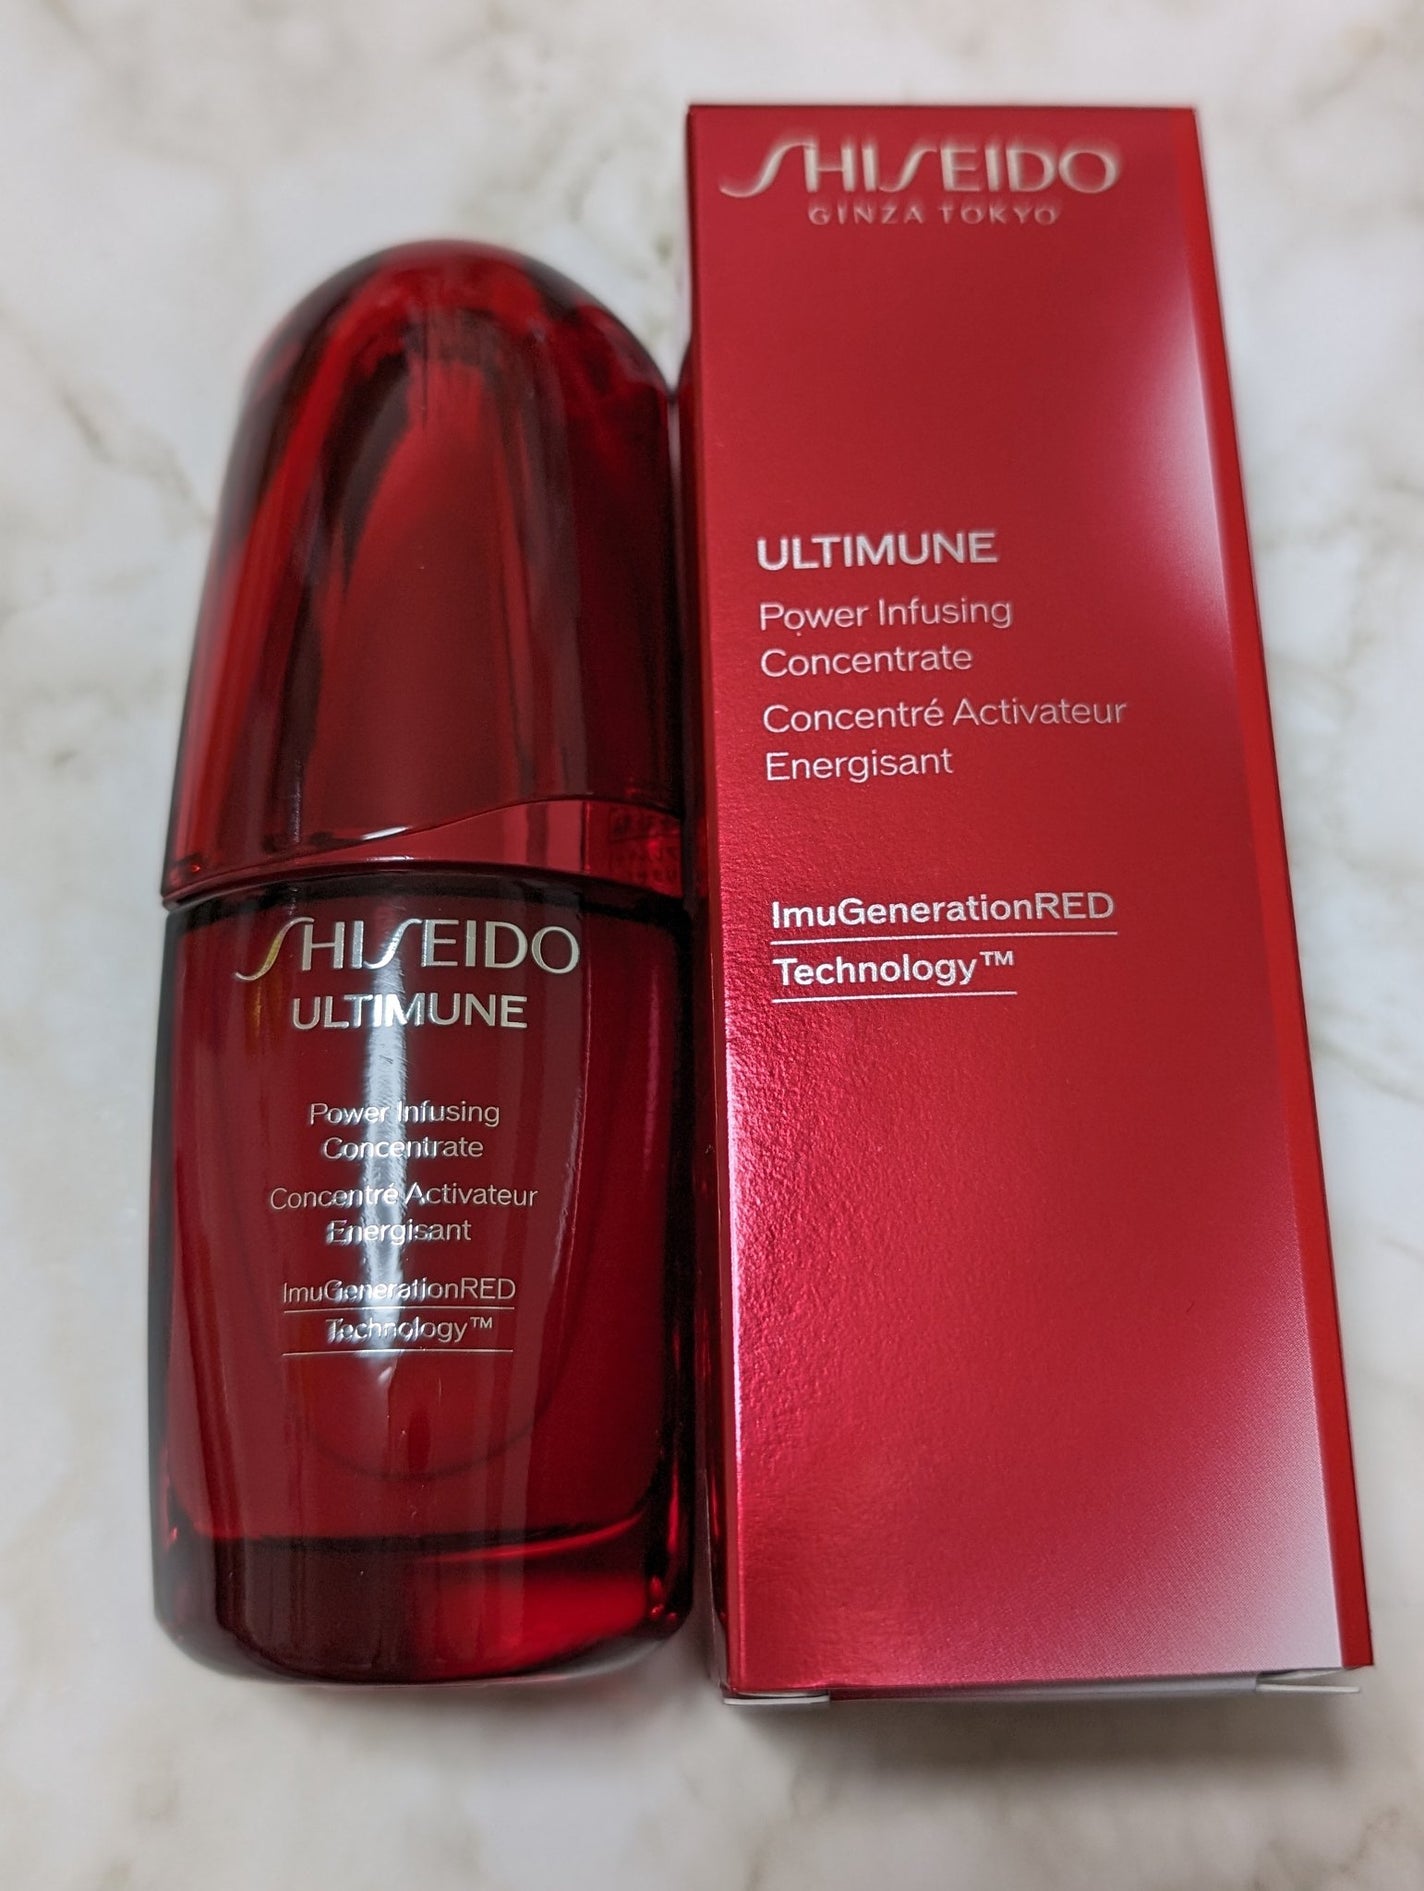 SHISEIDO
ULTIMUNE
Power Infusing
Concentrate
Concentré Activateur
Energisant
ImuGenerationRED
Technology™
SHISEIDO
GINZA TOKYO
ULTIMUNE
Power Infusing
Concentrate
Concentré Activateur
Energisant
ImuGenerationRED
Technology™